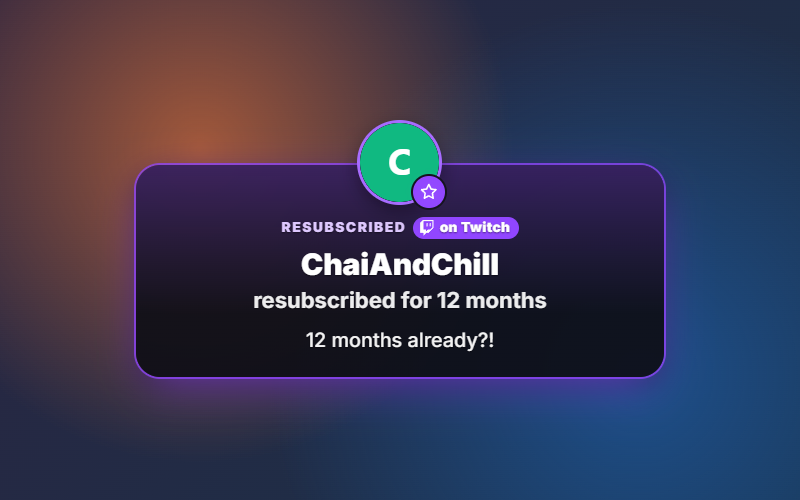 C
RESUBSCRIBED on Twitch
ChaiAndChill
resubscribed for 12 months
12 months already?!